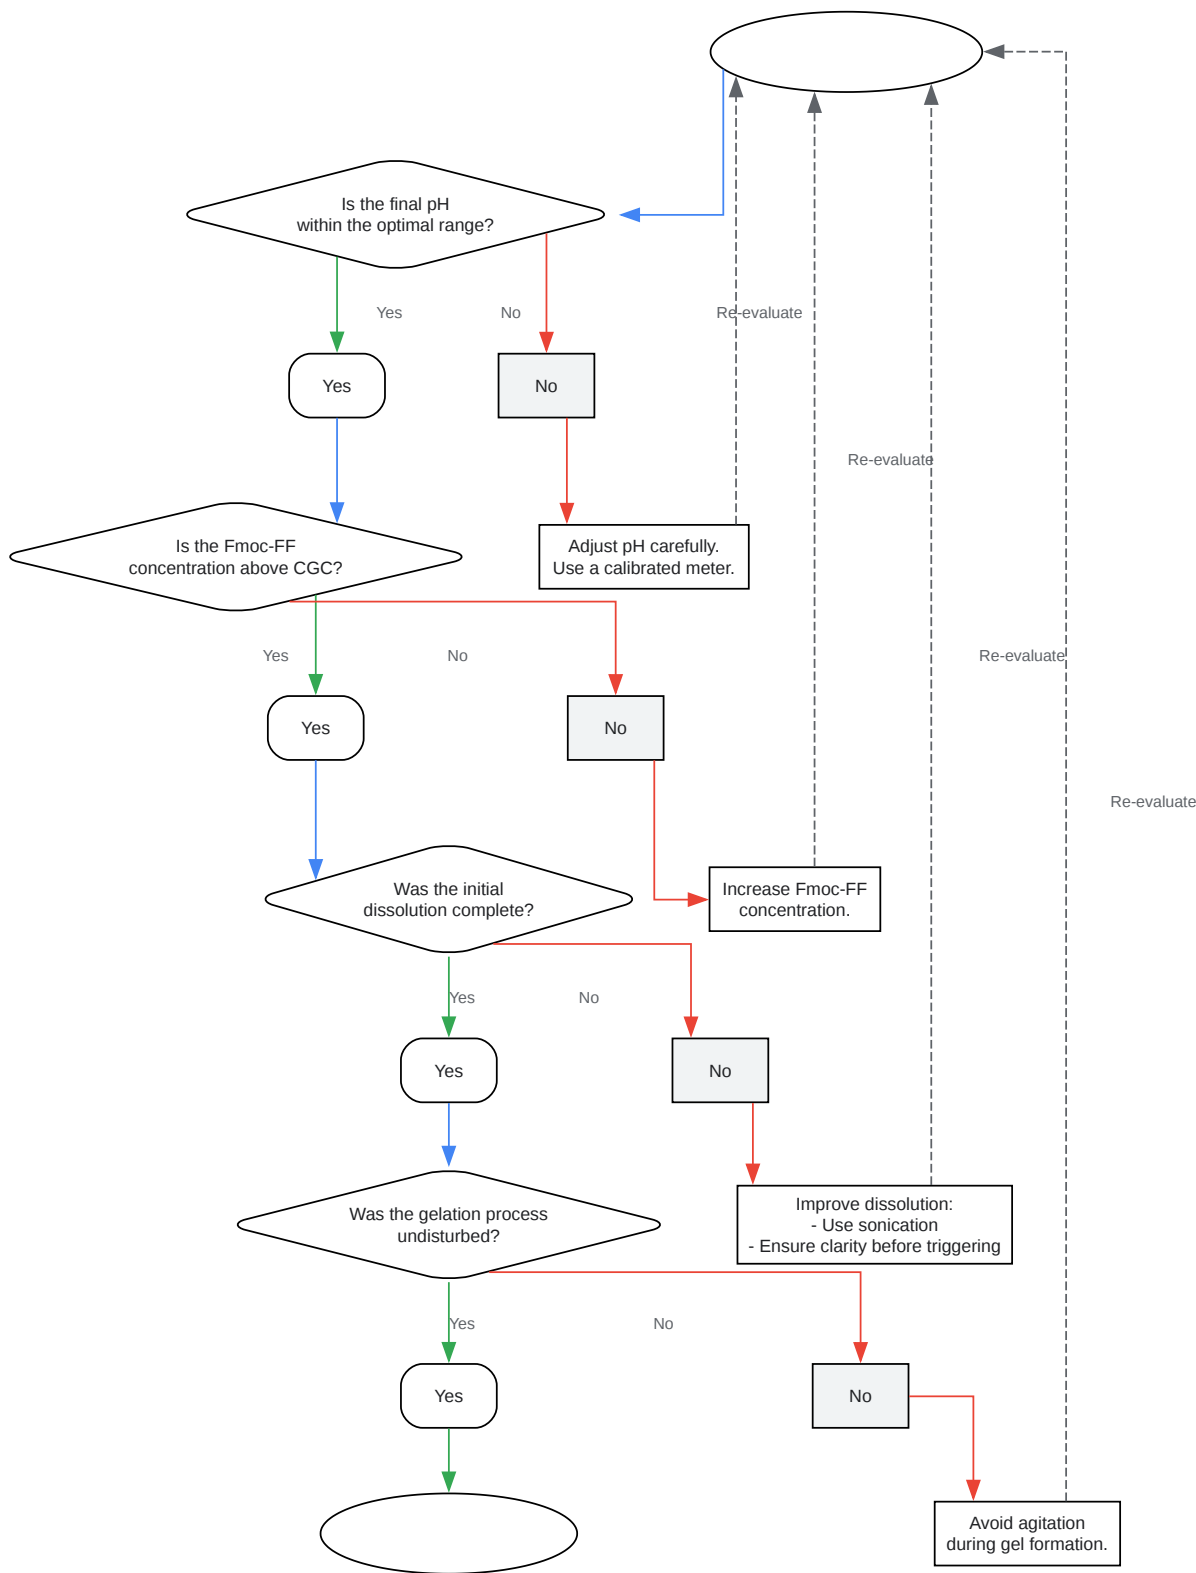 Is the final pH
within the optimal range?
Yes
No
Re-evaluate
Yes
No
Re-evaluate
Is the Fmoc-FF
concentration above CGC?
Adjust pH carefully.
Use a calibrated meter.
Yes
No
Re-evaluate
Yes
No
Re-evaluate
Was the initial
dissolution complete?
Increase Fmoc-FF
concentration.
Yes
No
Yes
No
Was the gelation process
undisturbed?
Improve dissolution:
- Use sonication
- Ensure clarity before triggering
Yes
No
Yes
No
Avoid agitation
during gel formation.